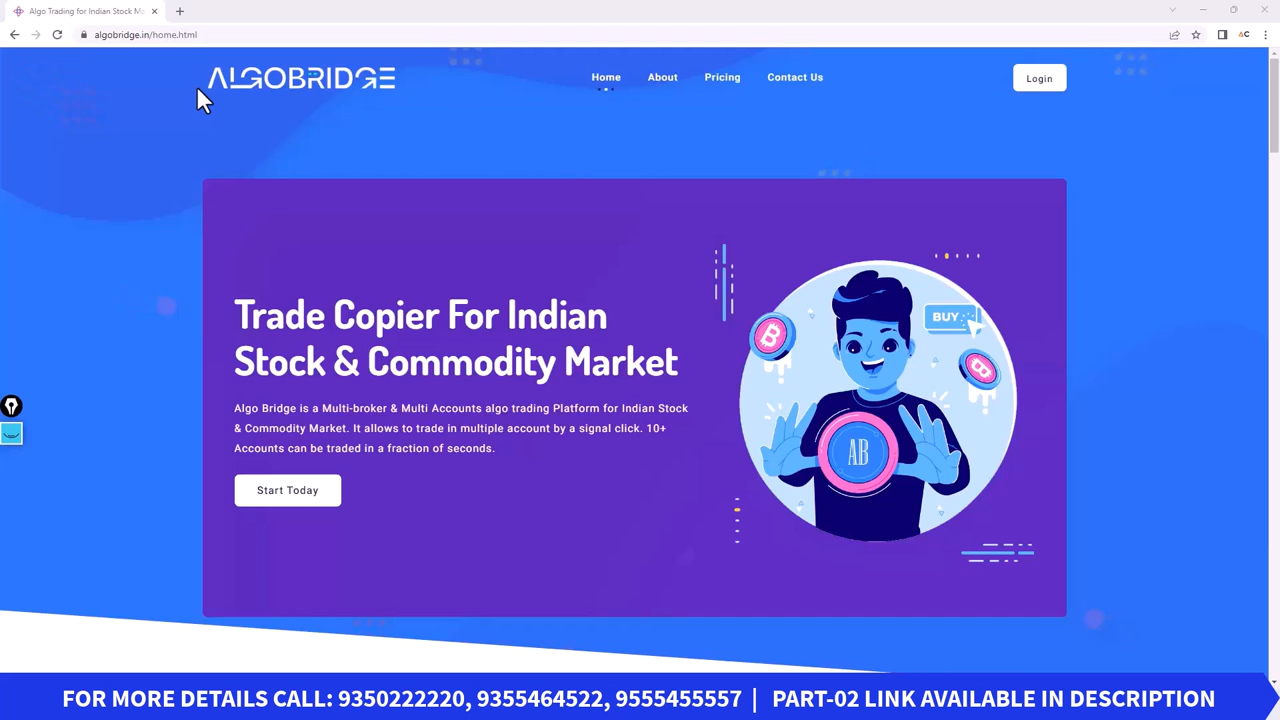 Algo Trading for Indian Stock M
algobridge.in/home.html
AC
ALGOBRIDGE
Home
About
Pricing
Contact Us
Login
Trade Copier For Indian
Stock & Commodity Market
Algo Bridge is a Multi-broker & Multi Accounts algo trading Platform for Indian Stock
& Commodity Market. It allows to trade in multiple account by a signal click. 10+
Accounts can be traded in a fraction of seconds.
Start Today
BUY
B
B
AB
FOR MORE DETAILS CALL: 9350222220, 9355464522, 9555455557 | PART-02 LINK AVAILABLE IN DESCRIPTION